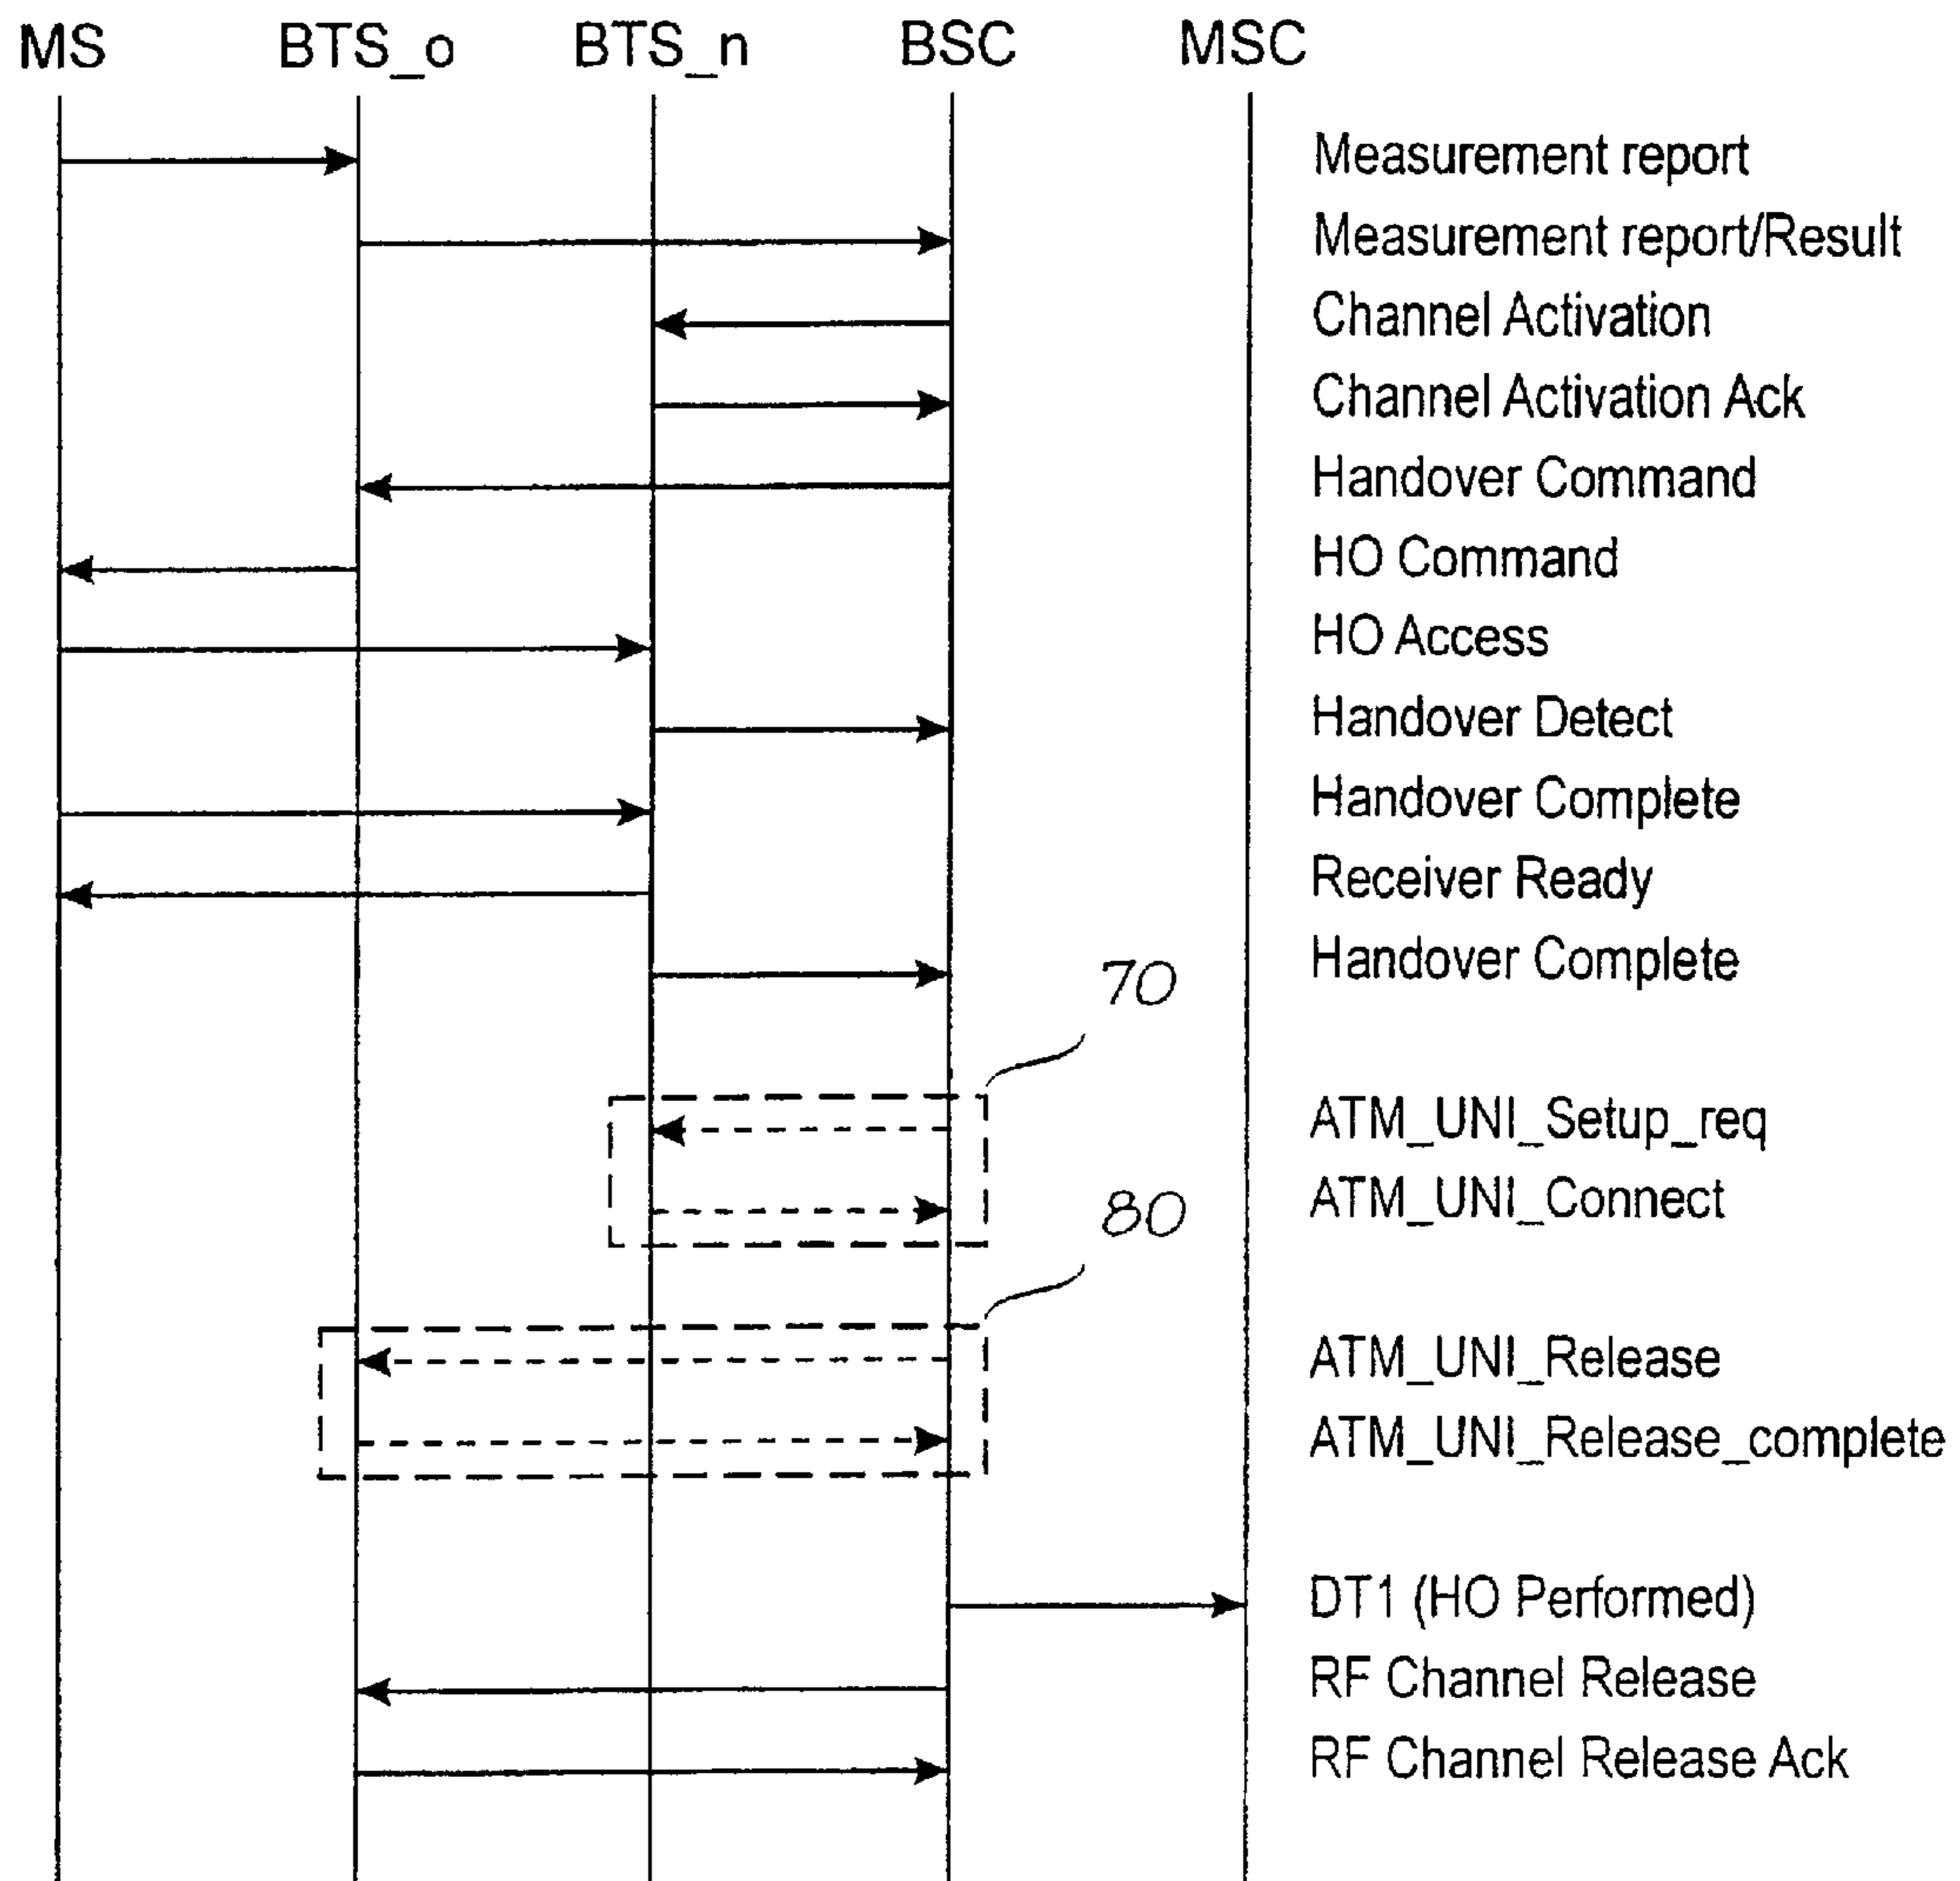 MS BTS_o BTS_n BSC MSC
Measurement report
Measurement report/Result
Channel Activation
Channel Activation Ack
Handover Command
HO Command
HO Access
Handover Detect
Handover Complete
Receiver Ready
Handover Complete
70
ATM_UNI_Setup_req
ATM_UNI_Connect
80
ATM_UNI_Release
ATM_UNI_Release_complete
DT1 (HO Performed)
RF Channel Release
RF Channel Release Ack